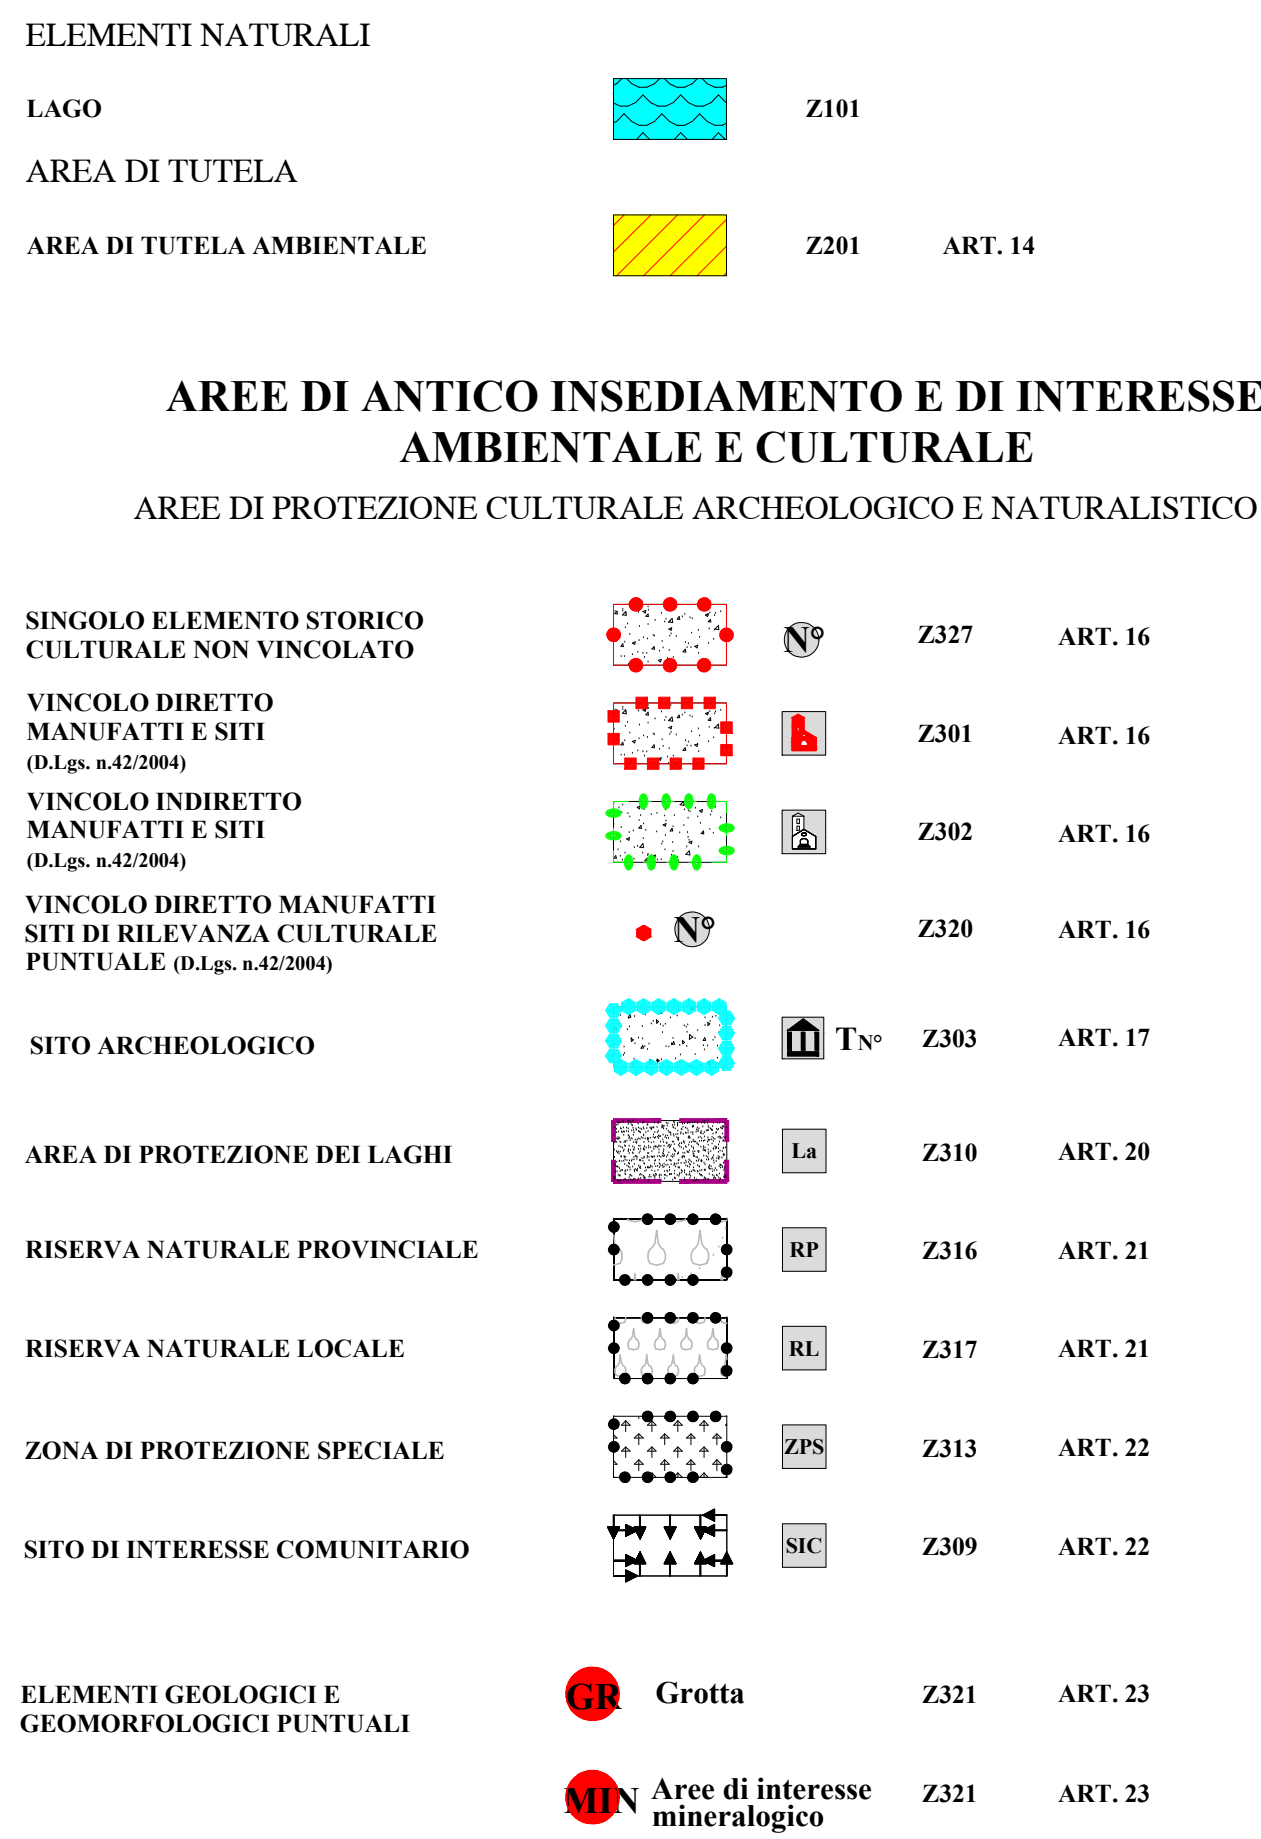 ELEMENTI NATURALI
LAGO Z101
AREA DI TUTELA
AREA DI TUTELA AMBIENTALE Z201 ART. 14
AREE DI ANTICO INSEDIAMENTO E DI INTERESSE
AMBIENTALE E CULTURALE
AREE DI PROTEZIONE CULTURALE ARCHEOLOGICO E NATURALISTICO
SINGOLO ELEMENTO STORICO
CULTURALE NON VINCOLATO N° Z327 ART. 16
VINCOLO DIRETTO
MANUFATTI E SITI Z301 ART. 16
(D.Lgs. n.42/2004)
VINCOLO INDIRETTO
MANUFATTI E SITI Z302 ART. 16
(D.Lgs. n.42/2004)
VINCOLO DIRETTO MANUFATTI
SITI DI RILEVANZA CULTURALE N° Z320 ART. 16
PUNTUALE (D.Lgs. n.42/2004)
SITO ARCHEOLOGICO TN° Z303 ART. 17
AREA DI PROTEZIONE DEI LAGHI La Z310 ART. 20
RISERVA NATURALE PROVINCIALE RP Z316 ART. 21
RISERVA NATURALE LOCALE RL Z317 ART. 21
ZONA DI PROTEZIONE SPECIALE ZPS Z313 ART. 22
SITO DI INTERESSE COMUNITARIO SIC Z309 ART. 22
ELEMENTI GEOLOGICI E GR Grotta Z321 ART. 23
GEOMORFOLOGICI PUNTUALI
MIN Aree di interesse Z321 ART. 23
mineralogico